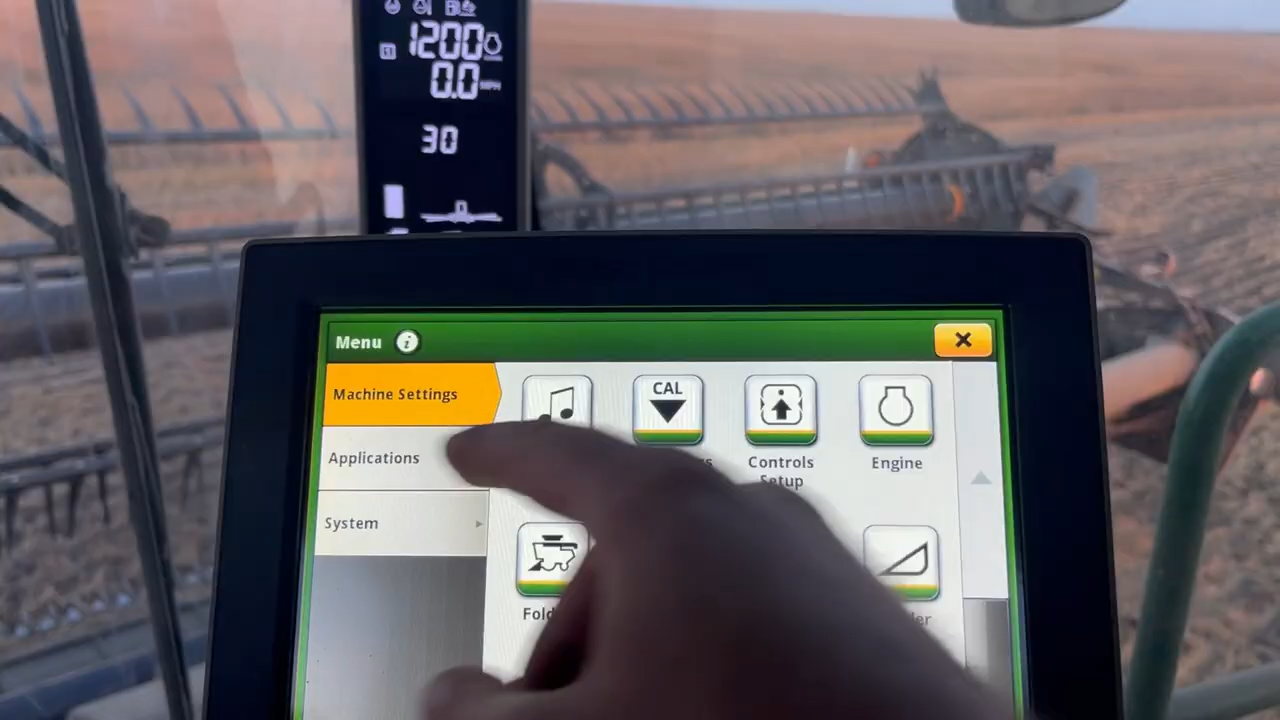 1200
0.0 MPH
30
Menu i
Machine Settings
Applications
System
CAL
Controls
Setup
Engine